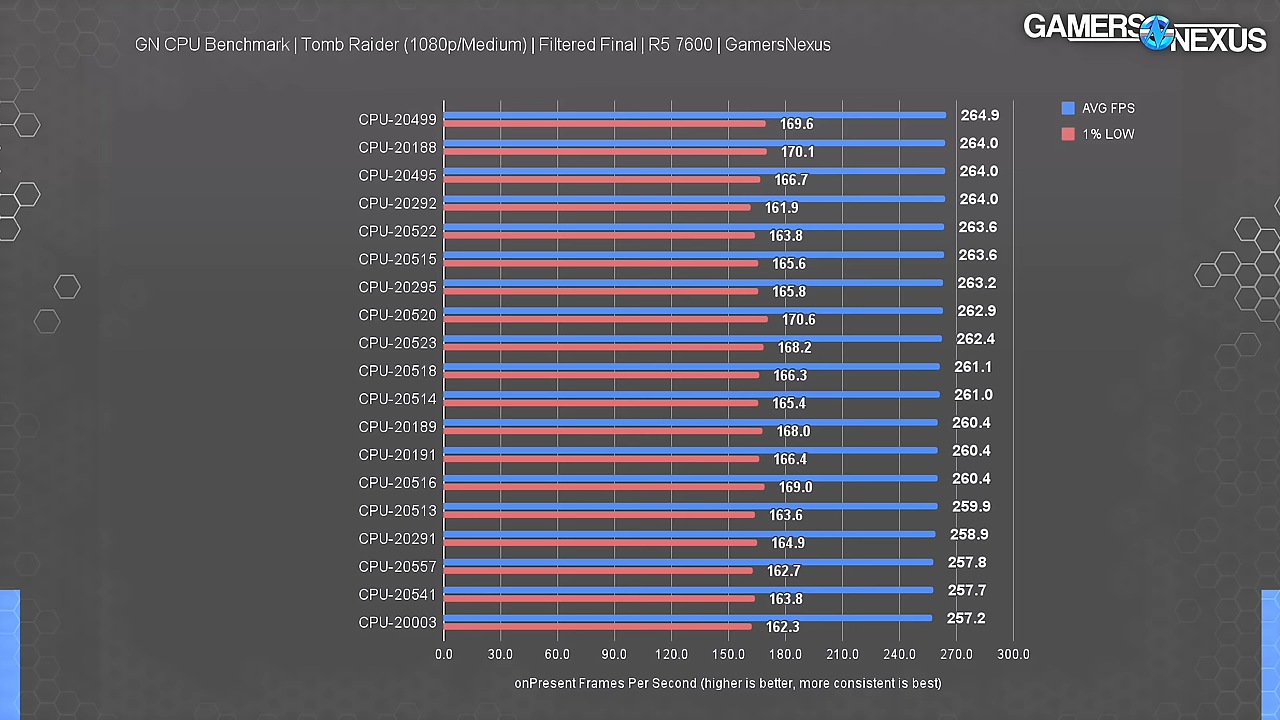 GAMERS NEXUS
GN CPU Benchmark | Tomb Raider (1080p/Medium) | Filtered Final | R5 7600 | GamersNexus
AVG FPS
1% LOW
CPU-20499 264.9 169.6
CPU-20188 264.0 170.1
CPU-20495 264.0 166.7
CPU-20292 264.0 161.9
CPU-20522 263.6 163.8
CPU-20515 263.6 165.6
CPU-20295 263.2 165.8
CPU-20520 262.9 170.6
CPU-20523 262.4 168.2
CPU-20518 261.1 166.3
CPU-20514 261.0 165.4
CPU-20189 260.4 168.0
CPU-20191 260.4 166.4
CPU-20516 260.4 169.0
CPU-20513 259.9 163.6
CPU-20291 258.9 164.9
CPU-20557 257.8 162.7
CPU-20541 257.7 163.8
CPU-20003 257.2 162.3
0.0 30.0 60.0 90.0 120.0 150.0 180.0 210.0 240.0 270.0 300.0
onPresent Frames Per Second (higher is better, more consistent is best)